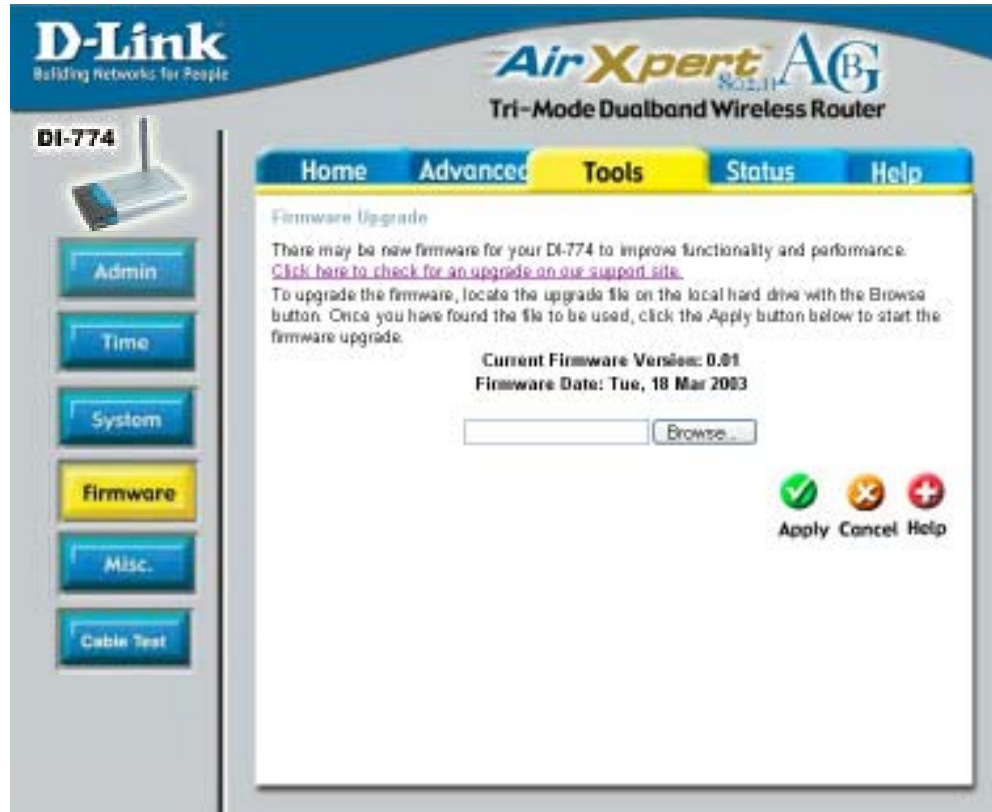 D-Link
Building Networks for People
AirXpert 802.11 ABG
Tri-Mode Dualband Wireless Router
DI-774
Home Advanced Tools Status Help
Admin
Time
System
Firmware
Misc.
Cable Test
Firmware Upgrade
There may be new firmware for your DI-774 to improve functionality and performance.
Click here to check for an upgrade on our support site.
To upgrade the firmware, locate the upgrade file on the local hard drive with the Browse
button. Once you have found the file to be used, click the Apply button below to start the
firmware upgrade.
Current Firmware Version: 0.01
Firmware Date: Tue, 18 Mar 2003
Browse...
Apply Cancel Help